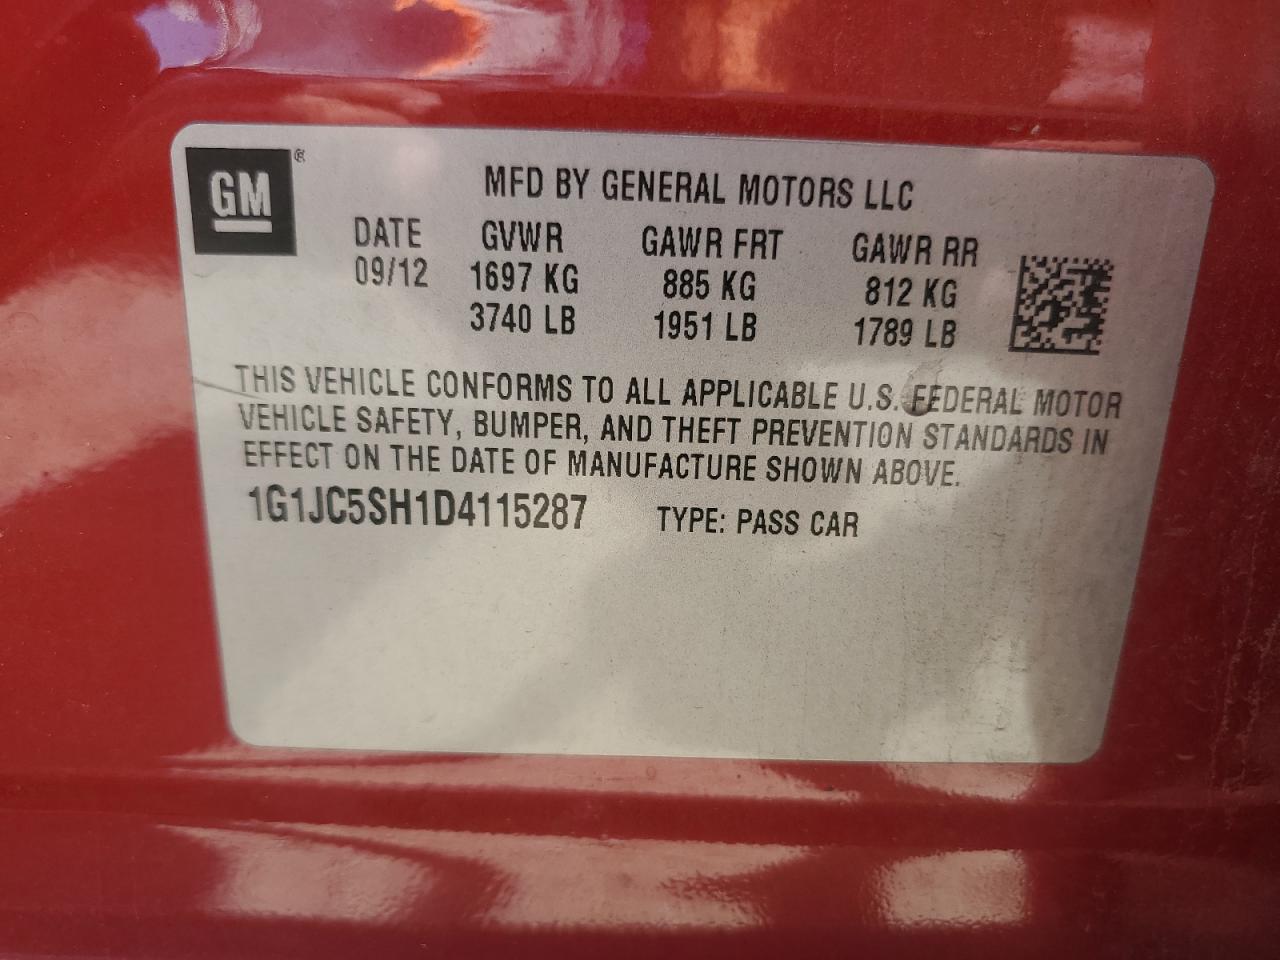 GM ®
MFD BY GENERAL MOTORS LLC
DATE GVWR GAWR FRT GAWR RR
09/12 1697 KG 885 KG 812 KG
3740 LB 1951 LB 1789 LB
THIS VEHICLE CONFORMS TO ALL APPLICABLE U.S. FEDERAL MOTOR
VEHICLE SAFETY, BUMPER, AND THEFT PREVENTION STANDARDS IN
EFFECT ON THE DATE OF MANUFACTURE SHOWN ABOVE.
1G1JC5SH1D4115287 TYPE: PASS CAR